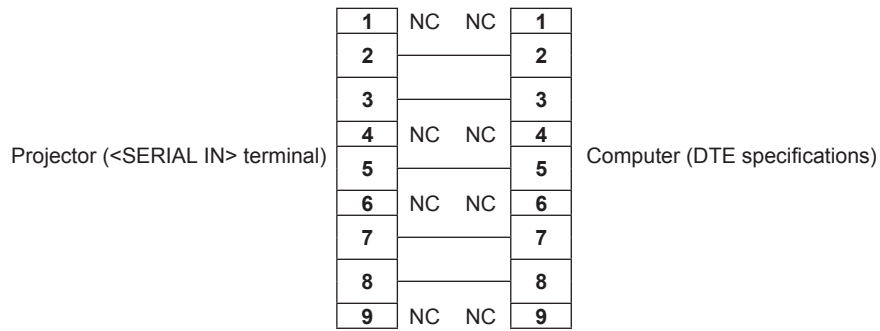 1 NC NC 1
2 2
3 3
4 NC NC 4
Projector (<SERIAL IN> terminal) 5 5 Computer (DTE specifications)
6 NC NC 6
7 7
8 8
9 NC NC 9